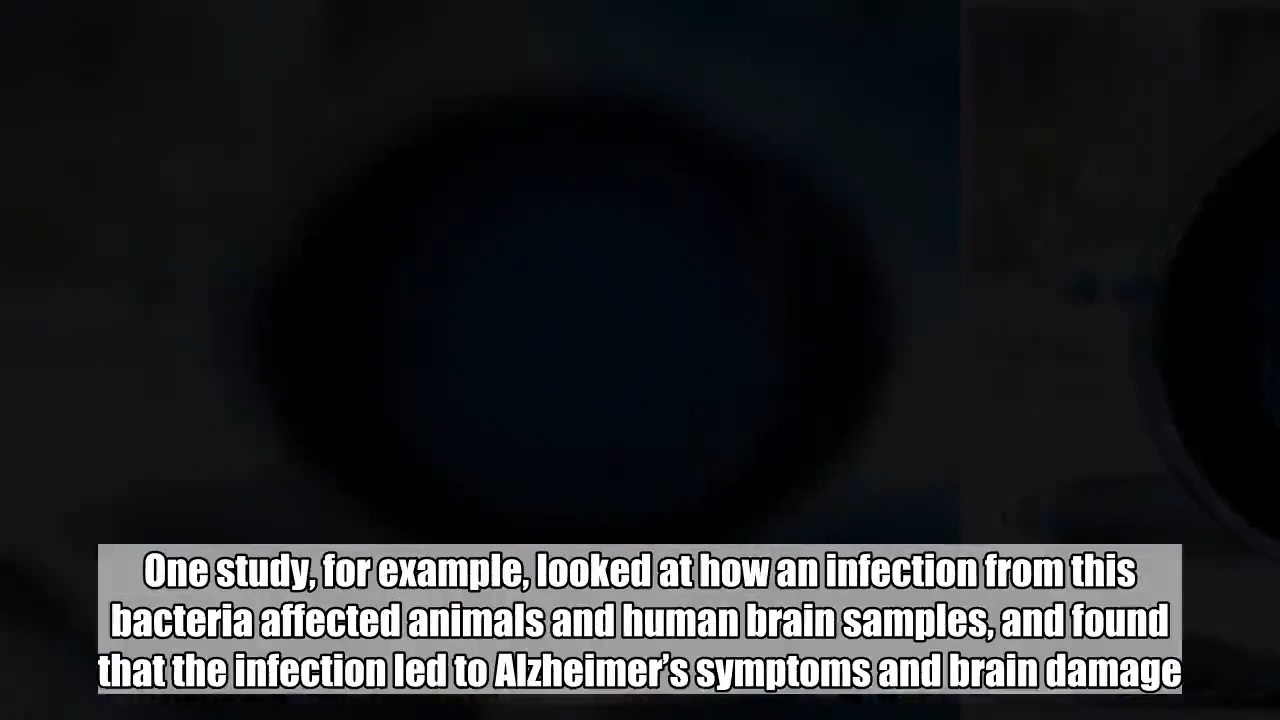 One study, for example, looked at how an infection from this
bacteria affected animals and human brain samples, and found
that the infection led to Alzheimer’s symptoms and brain damage